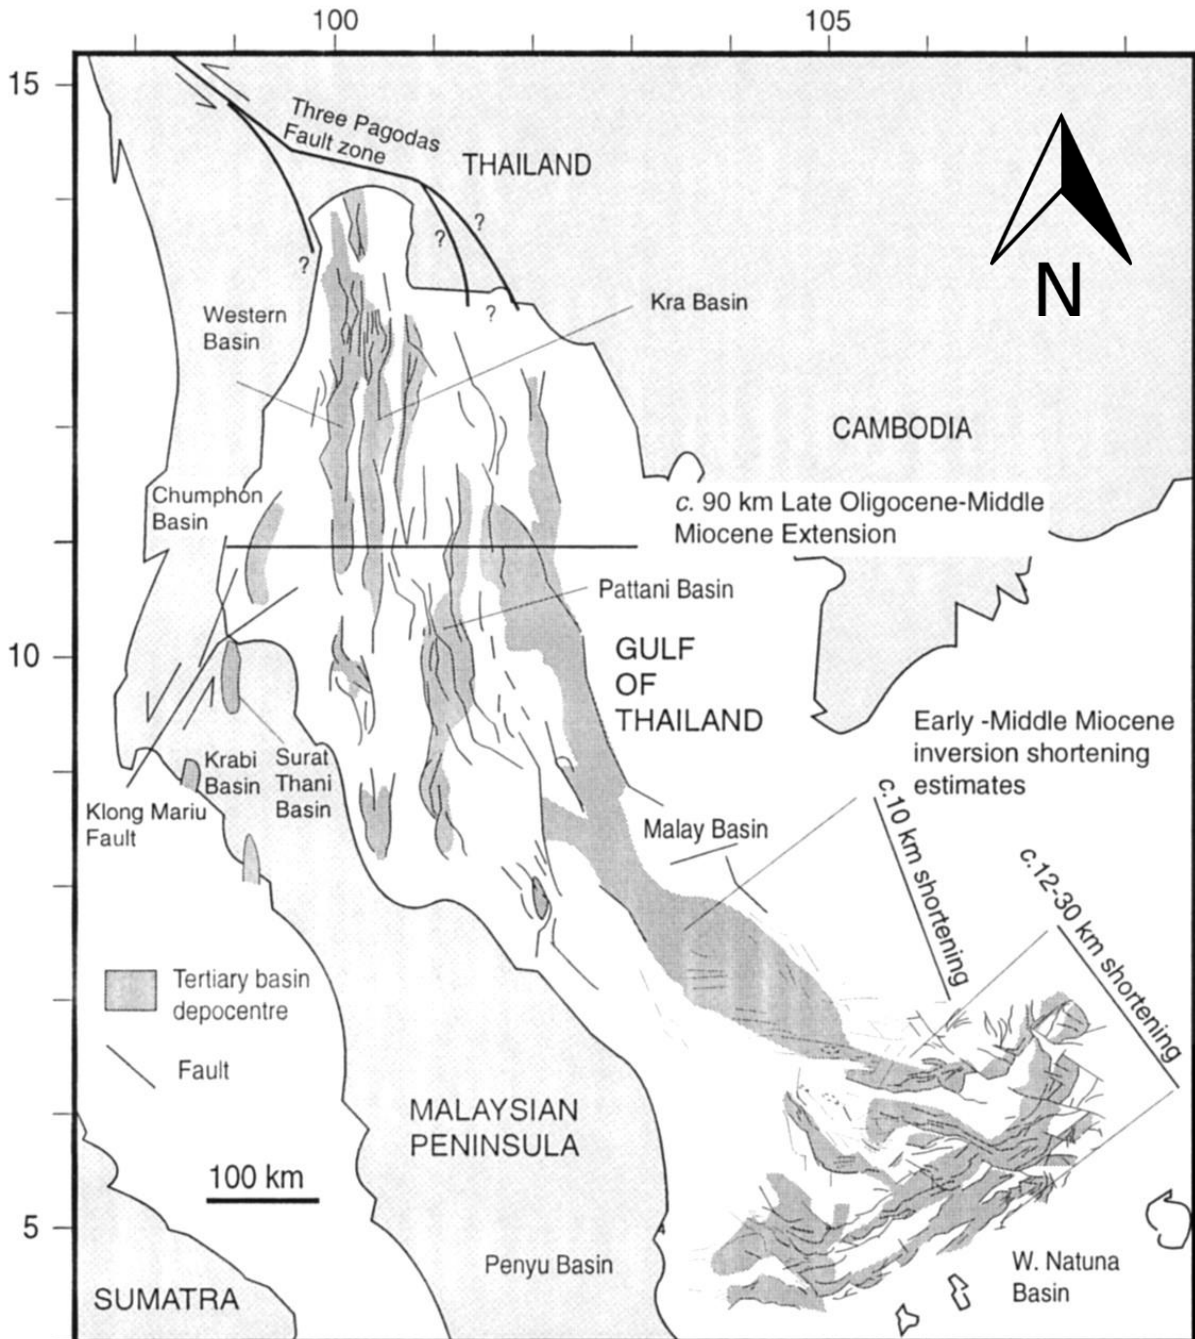 100
105
15
Three Pagodas
Fault zone
THAILAND
?
?
?
?
N
Western
Basin
Kra Basin
CAMBODIA
Chumphon
Basin
c. 90 km Late Oligocene-Middle
Miocene Extension
Pattani Basin
10
GULF
OF
THAILAND
Early -Middle Miocene
inversion shortening
estimates
Krabi
Basin
Surat
Thani
Basin
Klong Mariu
Fault
Malay Basin
c.10 km shortening
c.12-30 km shortening
Tertiary basin
depocentre
Fault
MALAYSIAN
PENINSULA
100 km
5
Penyu Basin
W. Natuna
Basin
SUMATRA